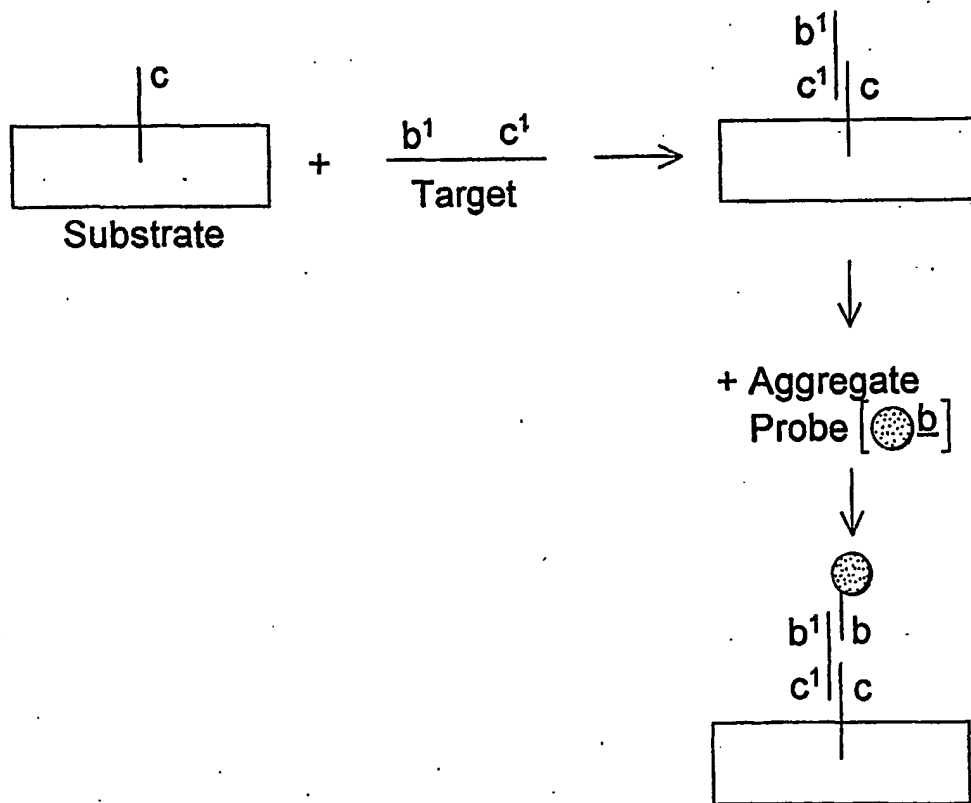 c
Substrate
+
b¹ c¹
Target
b¹
c¹ c
+ Aggregate
Probe [ b]
b¹ b
c¹ c